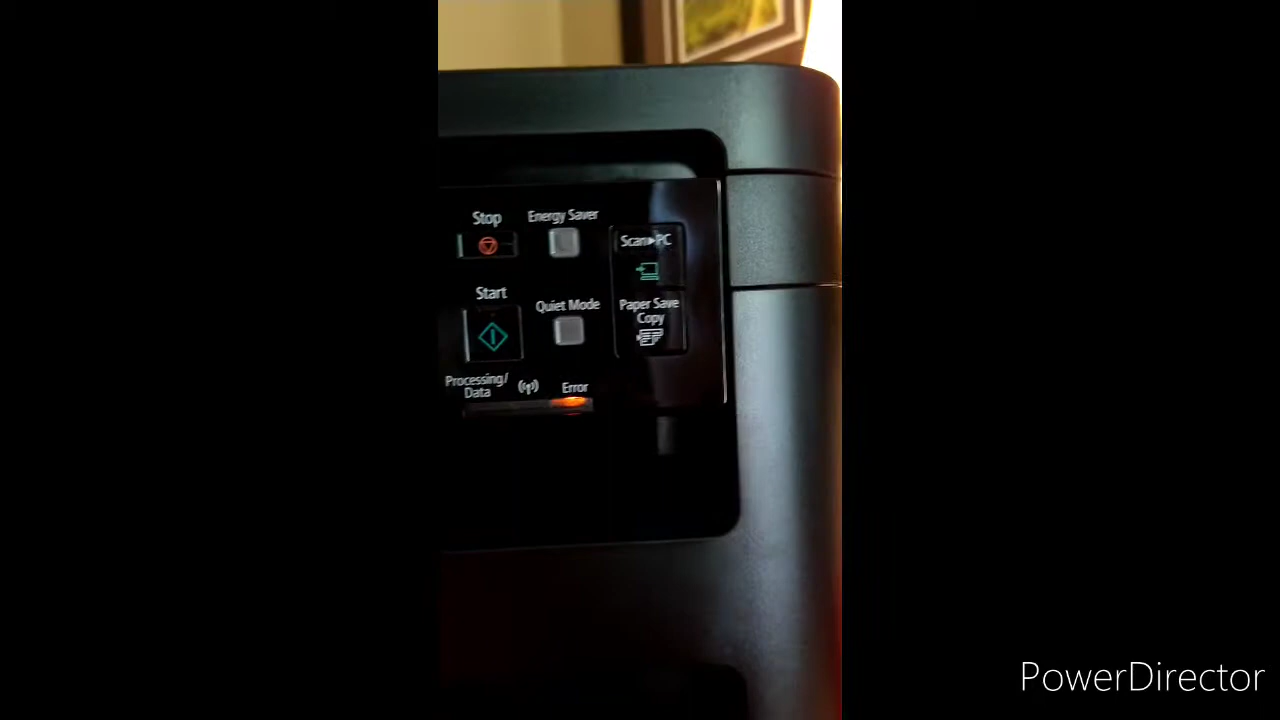 Stop
Energy Saver
Scan▸PC
Start
Quiet Mode
Paper Save
Copy
Processing/
Data
Error
PowerDirector